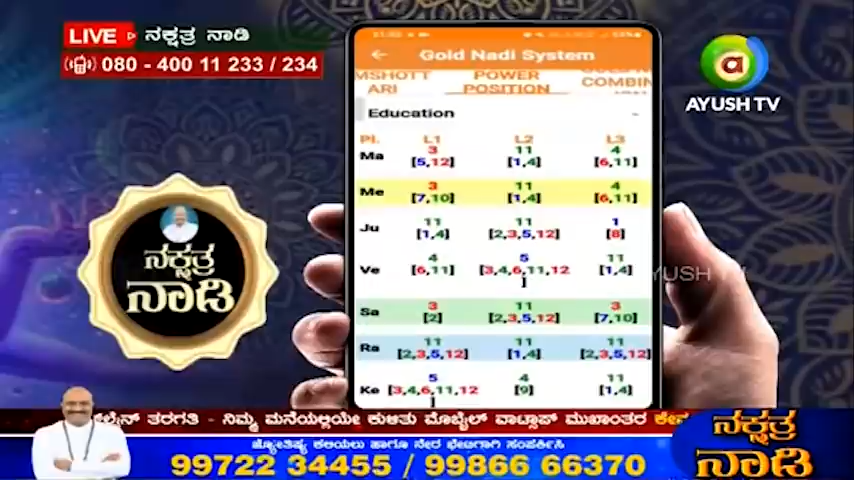 LIVE ನಕ್ಷತ್ರ ನಾಡಿ
080 - 400 11 233 / 234
a
AYUSH TV
Gold Nadi System
MSHOTT
ARI
POWER
POSITION
COMBIN
Education
Pl. L1 L2 L3
Ma 3 11 4
[5,12] [1,4] [6,11]
Me 3 11 4
[7,10] [1,4] [6,11]
Ju 11 11 1
[1,4] [2,3,5,12] [8]
Ve 4 5 11
[6,11] [3,4,6,11,12 [1,4]
]
Sa 3 11 3
[2] [2,3,5,12] [7,10]
Ra 11 11 11
[2,3,5,12] [1,4] [2,3,5,12]
Ke 5 4 11
[3,4,6,11,12 [9] [1,4]
]
ನಕ್ಷತ್ರ
ನಾಡಿ
YUSH TV
ತರಗತಿ - ನಿಮ್ಮ ಮನೆಯಲ್ಲಿಯೇ ಕುಳಿತು ಮೊಬೈಲ್ ವಾಟ್ಸಾಪ್ ಮುಖಾಂತರ
ಜ್ಯೋತಿಷ್ಯ ಕಲಿಯಲು ಹಾಗೂ ನೇರ ಭೇಟಿಗಾಗಿ ಸಂಪರ್ಕಿಸಿ
99722 34455 / 99866 66370
ನಕ್ಷತ್ರ
ನಾಡಿ